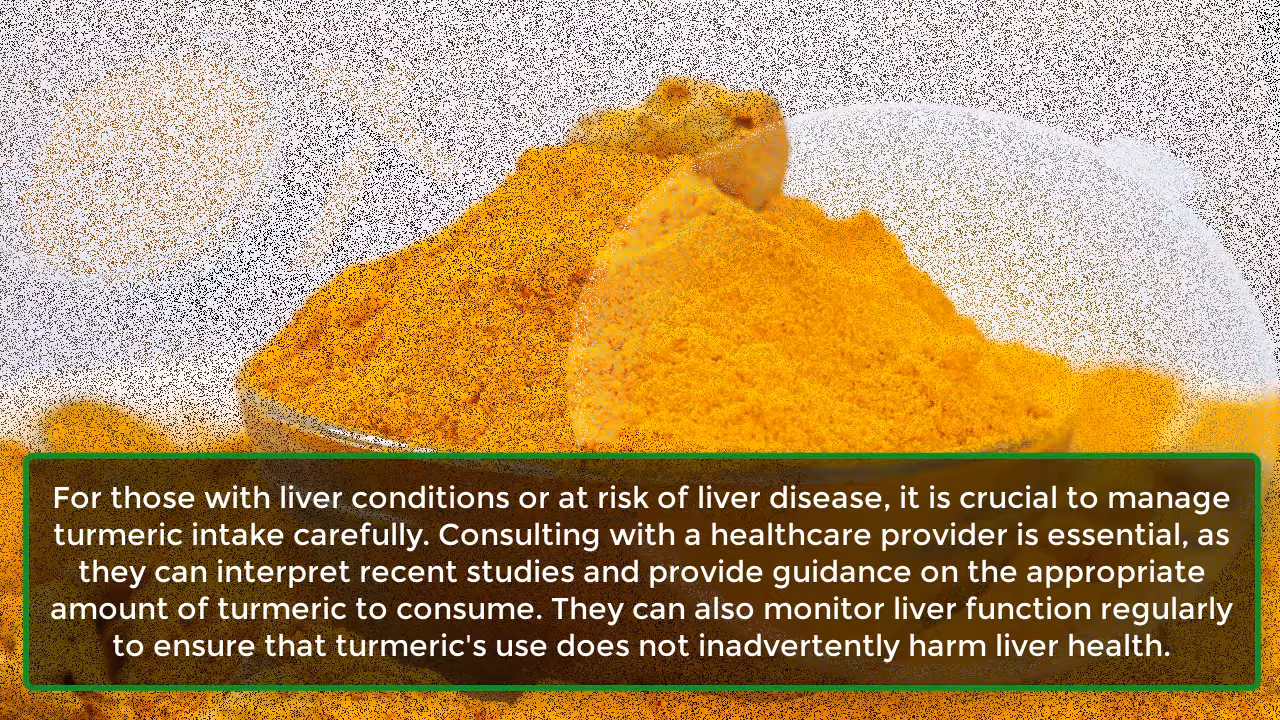 For those with liver conditions or at risk of liver disease, it is crucial to manage
turmeric intake carefully. Consulting with a healthcare provider is essential, as
they can interpret recent studies and provide guidance on the appropriate
amount of turmeric to consume. They can also monitor liver function regularly
to ensure that turmeric's use does not inadvertently harm liver health.